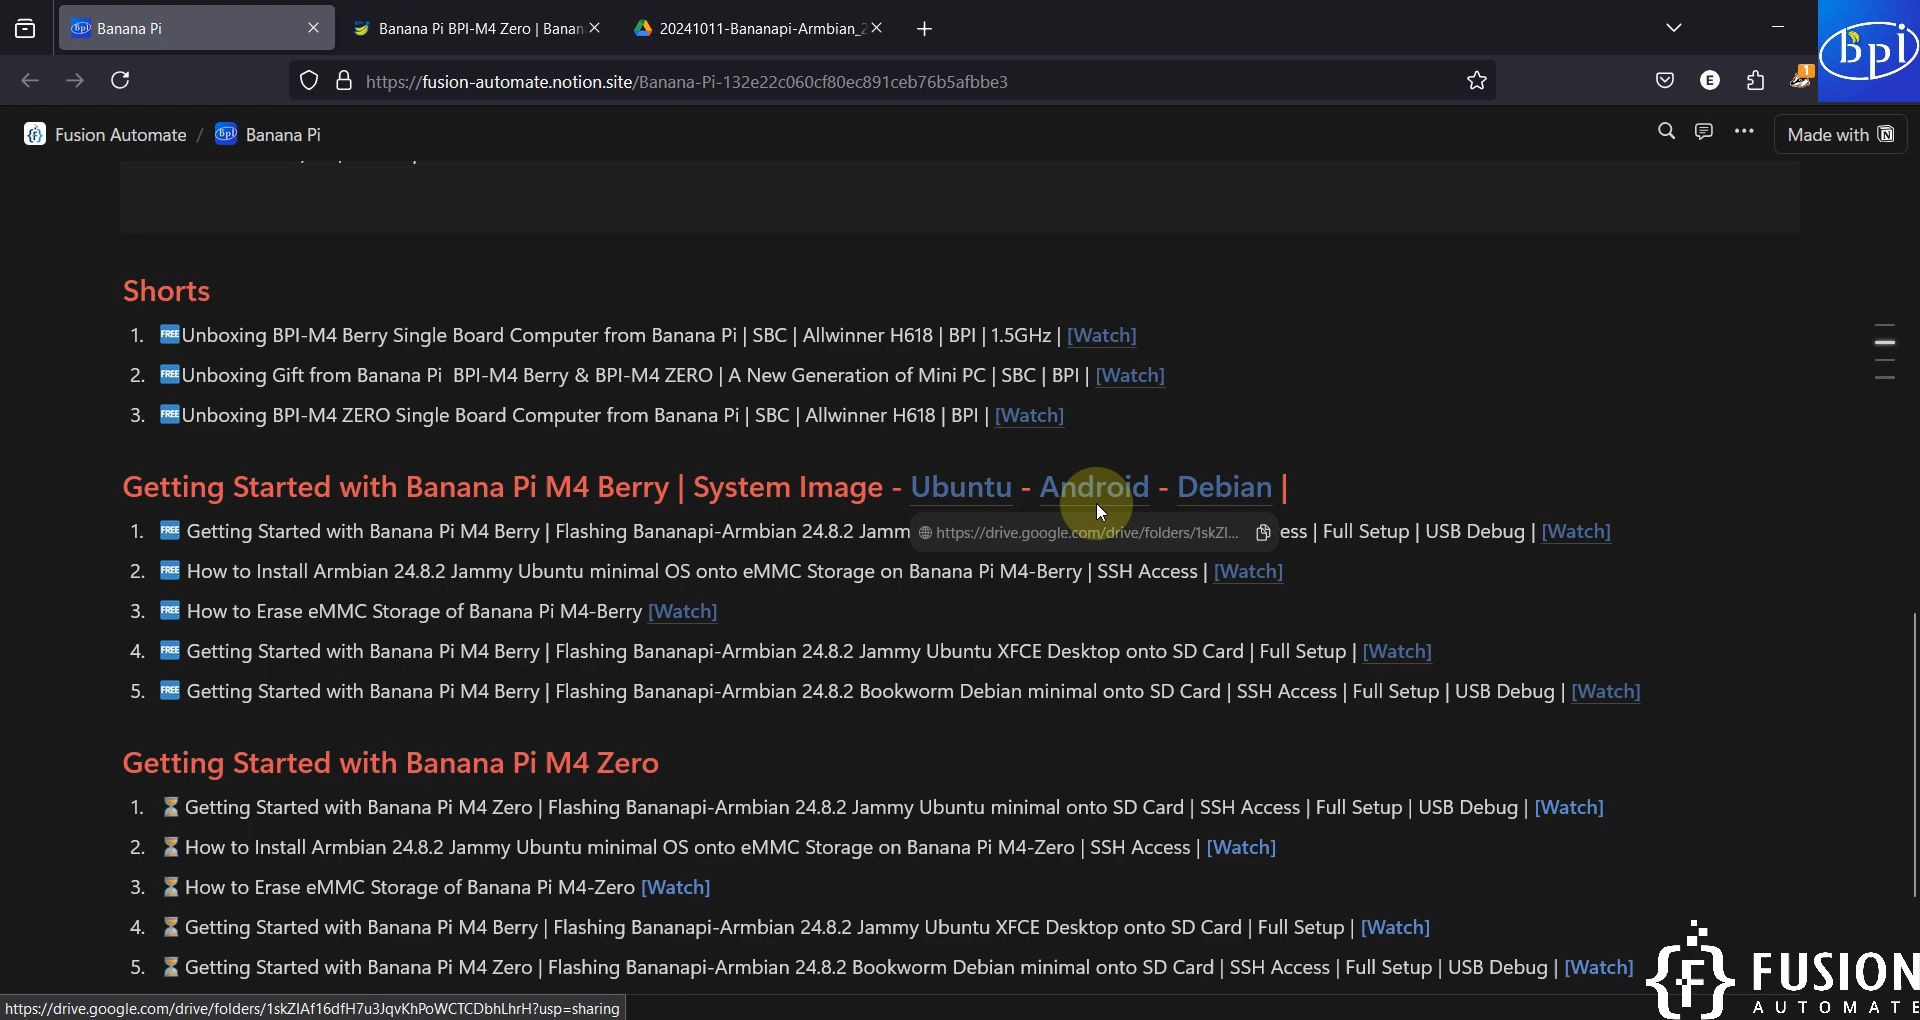 Banana Pi
Banana Pi BPI-M4 Zero | Banan
20241011-Bananapi-Armbian_2
https://fusion-automate.notion.site/Banana-Pi-132e22c060cf80ec891ceb76b5afbbe3
E
1
bpi
Fusion Automate / Banana Pi
Made with
Shorts
1. FREE Unboxing BPI-M4 Berry Single Board Computer from Banana Pi | SBC | Allwinner H618 | BPI | 1.5GHz | [Watch]
2. FREE Unboxing Gift from Banana Pi BPI-M4 Berry & BPI-M4 ZERO | A New Generation of Mini PC | SBC | BPI | [Watch]
3. FREE Unboxing BPI-M4 ZERO Single Board Computer from Banana Pi | SBC | Allwinner H618 | BPI | [Watch]
Getting Started with Banana Pi M4 Berry | System Image - Ubuntu - Android - Debian |
1. FREE Getting Started with Banana Pi M4 Berry | Flashing Bananapi-Armbian 24.8.2 Jamm https://drive.google.com/drive/folders/1skZI... ess | Full Setup | USB Debug | [Watch]
2. FREE How to Install Armbian 24.8.2 Jammy Ubuntu minimal OS onto eMMC Storage on Banana Pi M4-Berry | SSH Access | [Watch]
3. FREE How to Erase eMMC Storage of Banana Pi M4-Berry [Watch]
4. FREE Getting Started with Banana Pi M4 Berry | Flashing Bananapi-Armbian 24.8.2 Jammy Ubuntu XFCE Desktop onto SD Card | Full Setup | [Watch]
5. FREE Getting Started with Banana Pi M4 Berry | Flashing Bananapi-Armbian 24.8.2 Bookworm Debian minimal onto SD Card | SSH Access | Full Setup | USB Debug | [Watch]
Getting Started with Banana Pi M4 Zero
1. ⏳ Getting Started with Banana Pi M4 Zero | Flashing Bananapi-Armbian 24.8.2 Jammy Ubuntu minimal onto SD Card | SSH Access | Full Setup | USB Debug | [Watch]
2. ⏳ How to Install Armbian 24.8.2 Jammy Ubuntu minimal OS onto eMMC Storage on Banana Pi M4-Zero | SSH Access | [Watch]
3. ⏳ How to Erase eMMC Storage of Banana Pi M4-Zero [Watch]
4. ⏳ Getting Started with Banana Pi M4 Berry | Flashing Bananapi-Armbian 24.8.2 Jammy Ubuntu XFCE Desktop onto SD Card | Full Setup | [Watch]
5. ⏳ Getting Started with Banana Pi M4 Zero | Flashing Bananapi-Armbian 24.8.2 Bookworm Debian minimal onto SD Card | SSH Access | Full Setup | USB Debug | [Watch]
https://drive.google.com/drive/folders/1skZIAf16dfH7u3JqvKhPoWCTCDbhLhrH?usp=sharing
FUSION
AUTOMATE